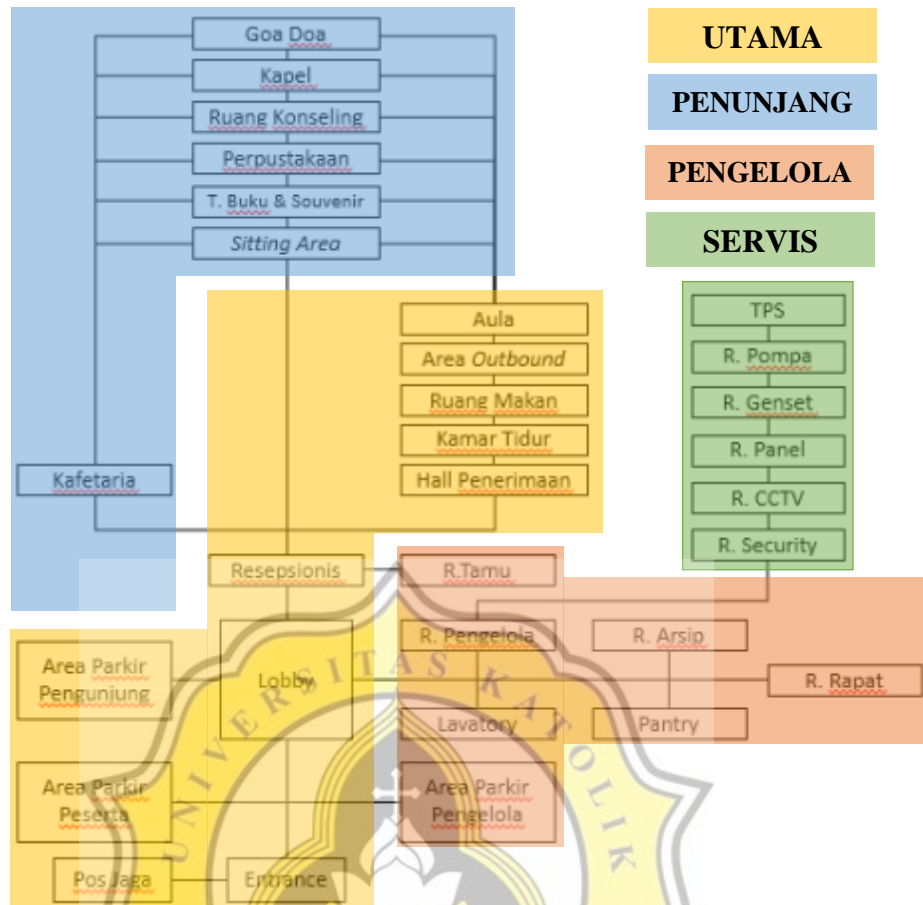 Goa Doa
Kapel
Ruang Konseling
Perpustakaan
T. Buku & Souvenir
Sitting Area
UTAMA
PENUNJANG
PENGELOLA
SERVIS
Aula
Area Outbound
Ruang Makan
Kamar Tidur
Hall Penerimaan
Kafetaria
TPS
R. Pompa
R. Genset
R. Panel
R. CCTV
R. Security
Resepsionis
R.Tamu
R. Pengelola
R. Arsip
Area Parkir
Pengunjung
Lobby
R. Rapat
Lavatory
Pantry
Area Parkir
Peserta
Area Parkir
Pengelola
Pos Jaga
Entrance
UNIVERSITAS KATOLIK